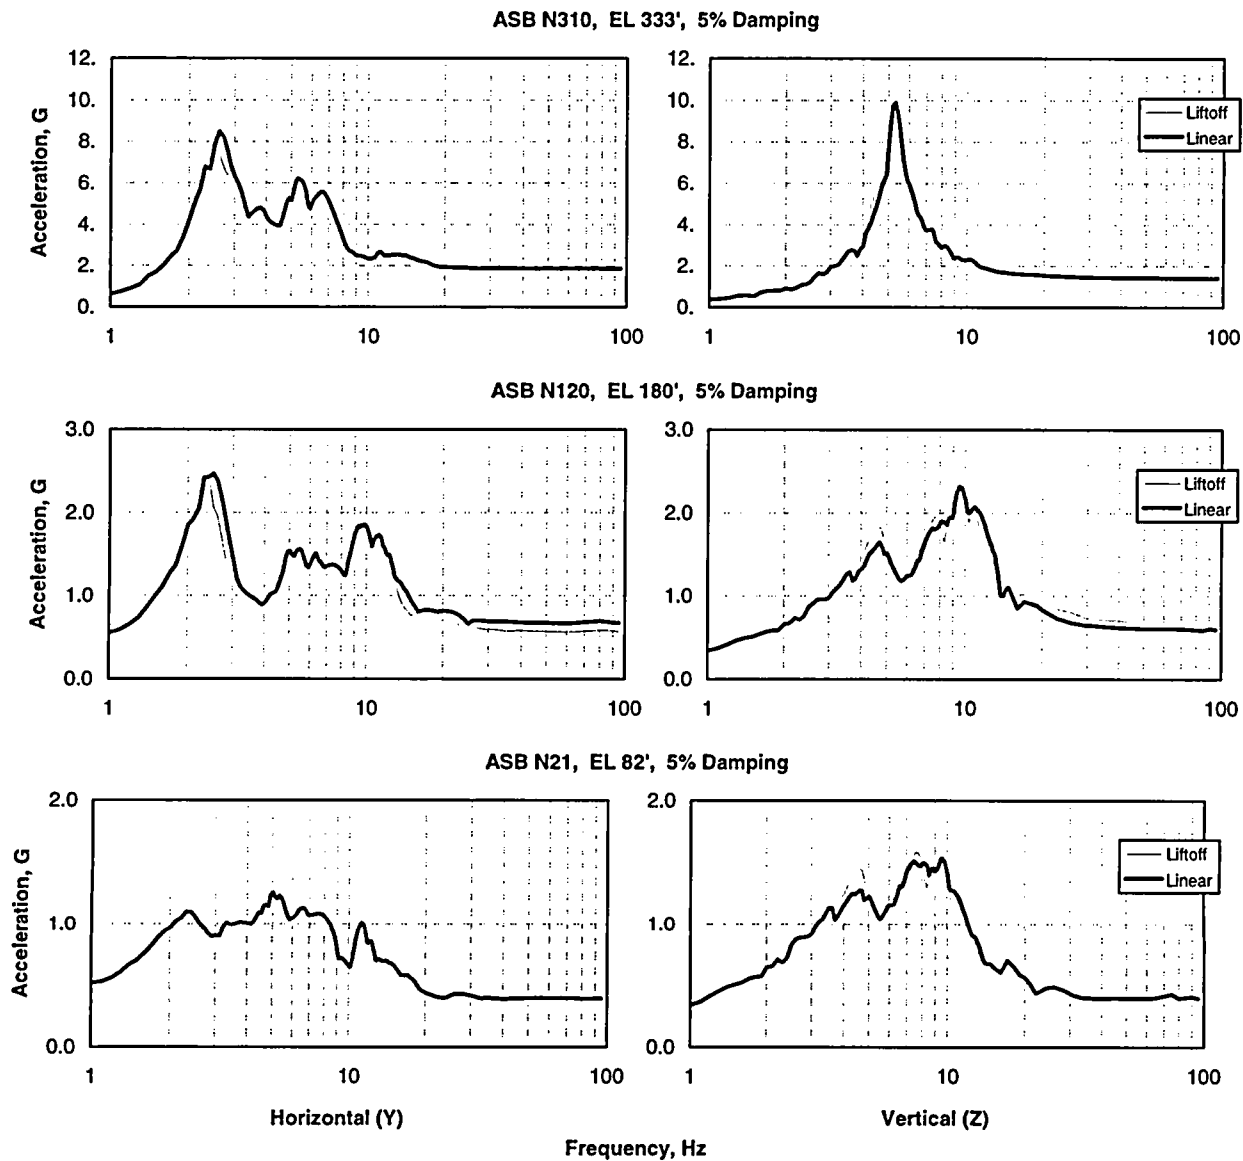 ASB N310, EL 333', 5% Damping
Acceleration, G
12.
10.
8.
6.
4.
2.
0.
1 10 100
12.
10.
8.
6.
4.
2.
0.
1 10 100
Liftoff
Linear
ASB N120, EL 180', 5% Damping
Acceleration, G
3.0
2.0
1.0
0.0
1 10 100
3.0
2.0
1.0
0.0
1 10 100
Liftoff
Linear
ASB N21, EL 82', 5% Damping
Acceleration, G
2.0
1.0
0.0
1 10 100
2.0
1.0
0.0
1 10 100
Liftoff
Linear
Horizontal (Y) Vertical (Z)
Frequency, Hz